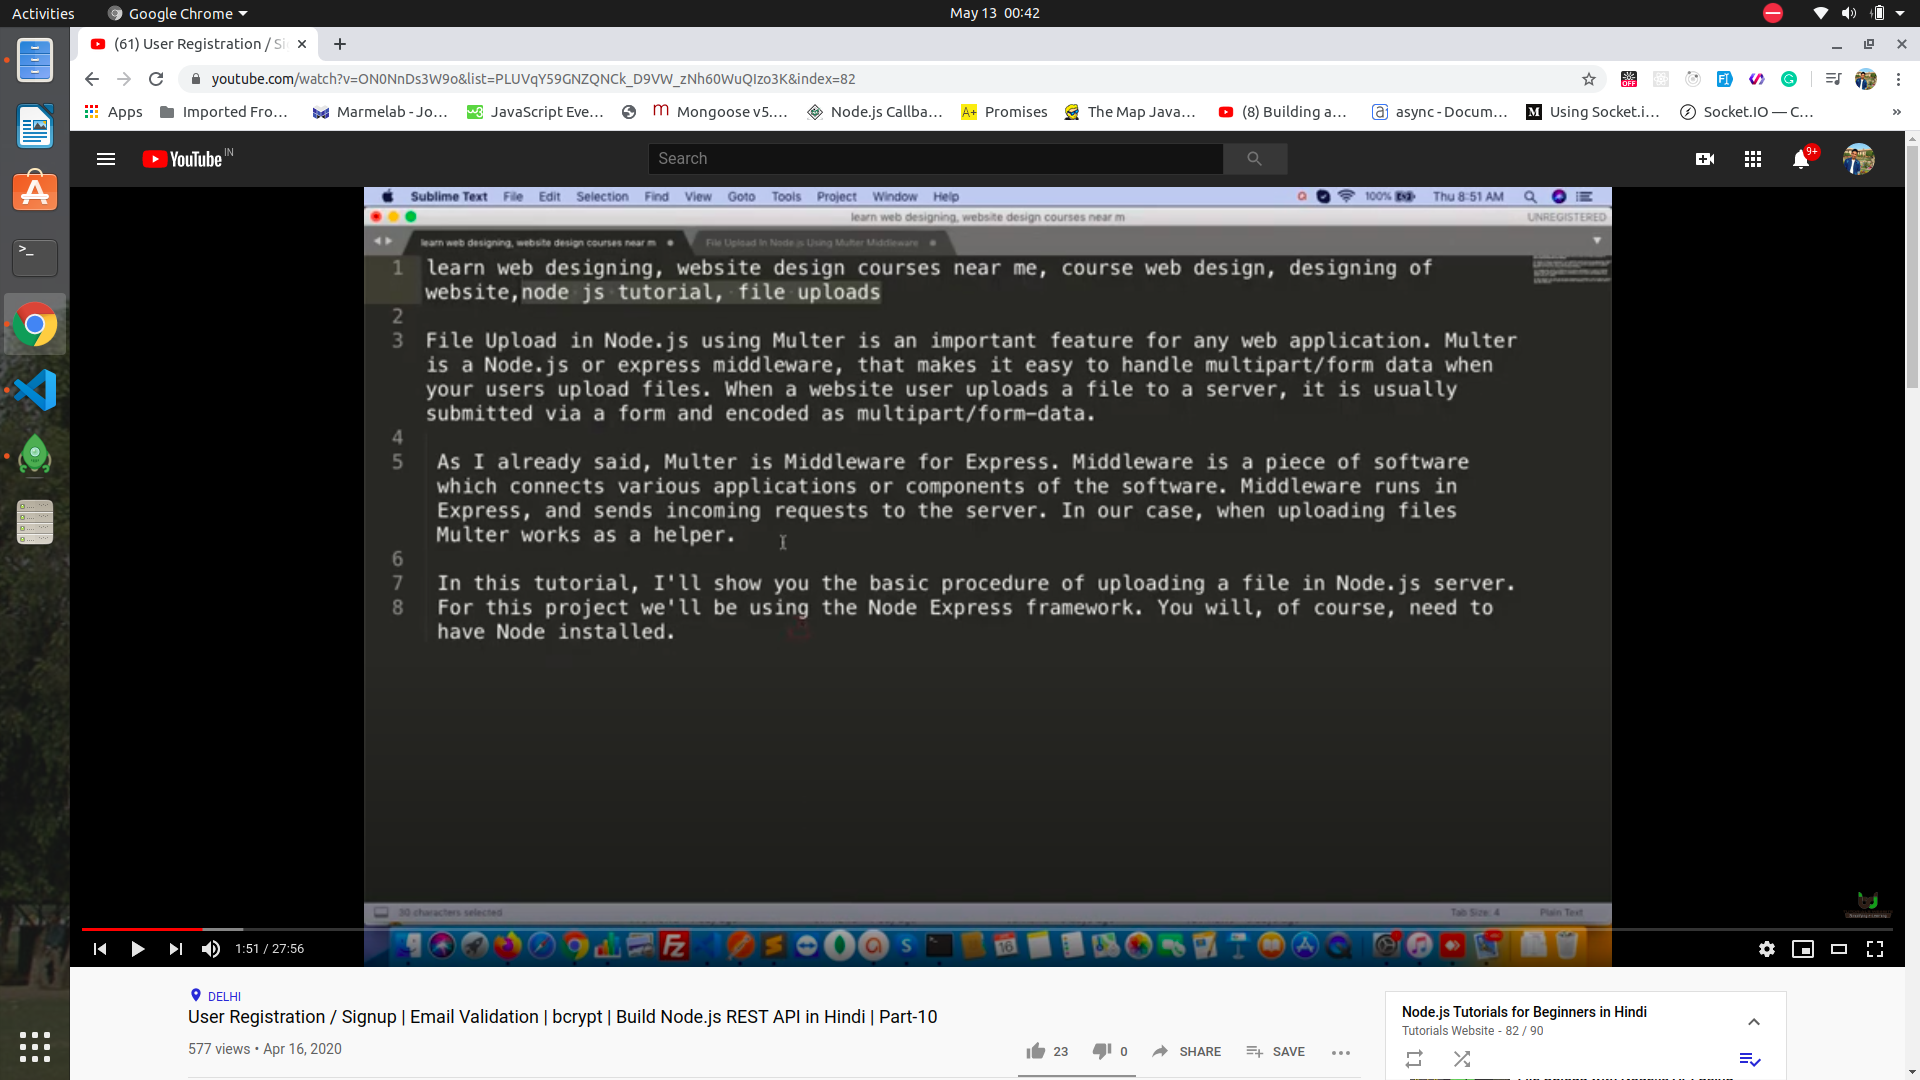 Activities
Google Chrome
May 13 00:42
(61) User Registration / Si
youtube.com/watch?v=ON0NnDs3W9o&list=PLUVqY59GNZQNCk_D9VW_zNh60WuQIzo3K&index=82
Apps
Imported Fro...
Marmelab - Jo...
JavaScript Eve...
Mongoose v5....
Node.js Callba...
Promises
The Map Java...
(8) Building a...
async - Docum...
Using Socket.i...
Socket.IO — C...
»
YouTube IN
Search
9+
Sublime Text File Edit Selection Find View Goto Tools Project Window Help
100%
Thu 8:51 AM
learn web designing, website design courses near m
UNREGISTERED
learn web designing, website design courses near m
File Upload in Node.js Using Multer Middleware
1 learn web designing, website design courses near me, course web design, designing of
website,node js tutorial, file uploads
2
3 File Upload in Node.js using Multer is an important feature for any web application. Multer
is a Node.js or express middleware, that makes it easy to handle multipart/form data when
your users upload files. When a website user uploads a file to a server, it is usually
submitted via a form and encoded as multipart/form-data.
4
5 As I already said, Multer is Middleware for Express. Middleware is a piece of software
which connects various applications or components of the software. Middleware runs in
Express, and sends incoming requests to the server. In our case, when uploading files
Multer works as a helper.
6
7 In this tutorial, I'll show you the basic procedure of uploading a file in Node.js server.
8 For this project we'll be using the Node Express framework. You will, of course, need to
have Node installed.
30 characters selected
Tab Size: 4
Plain Text
1:51 / 27:56
DELHI
User Registration / Signup | Email Validation | bcrypt | Build Node.js REST API in Hindi | Part-10
577 views • Apr 16, 2020
23
0
SHARE
SAVE
Node.js Tutorials for Beginners in Hindi
Tutorials Website - 82 / 90